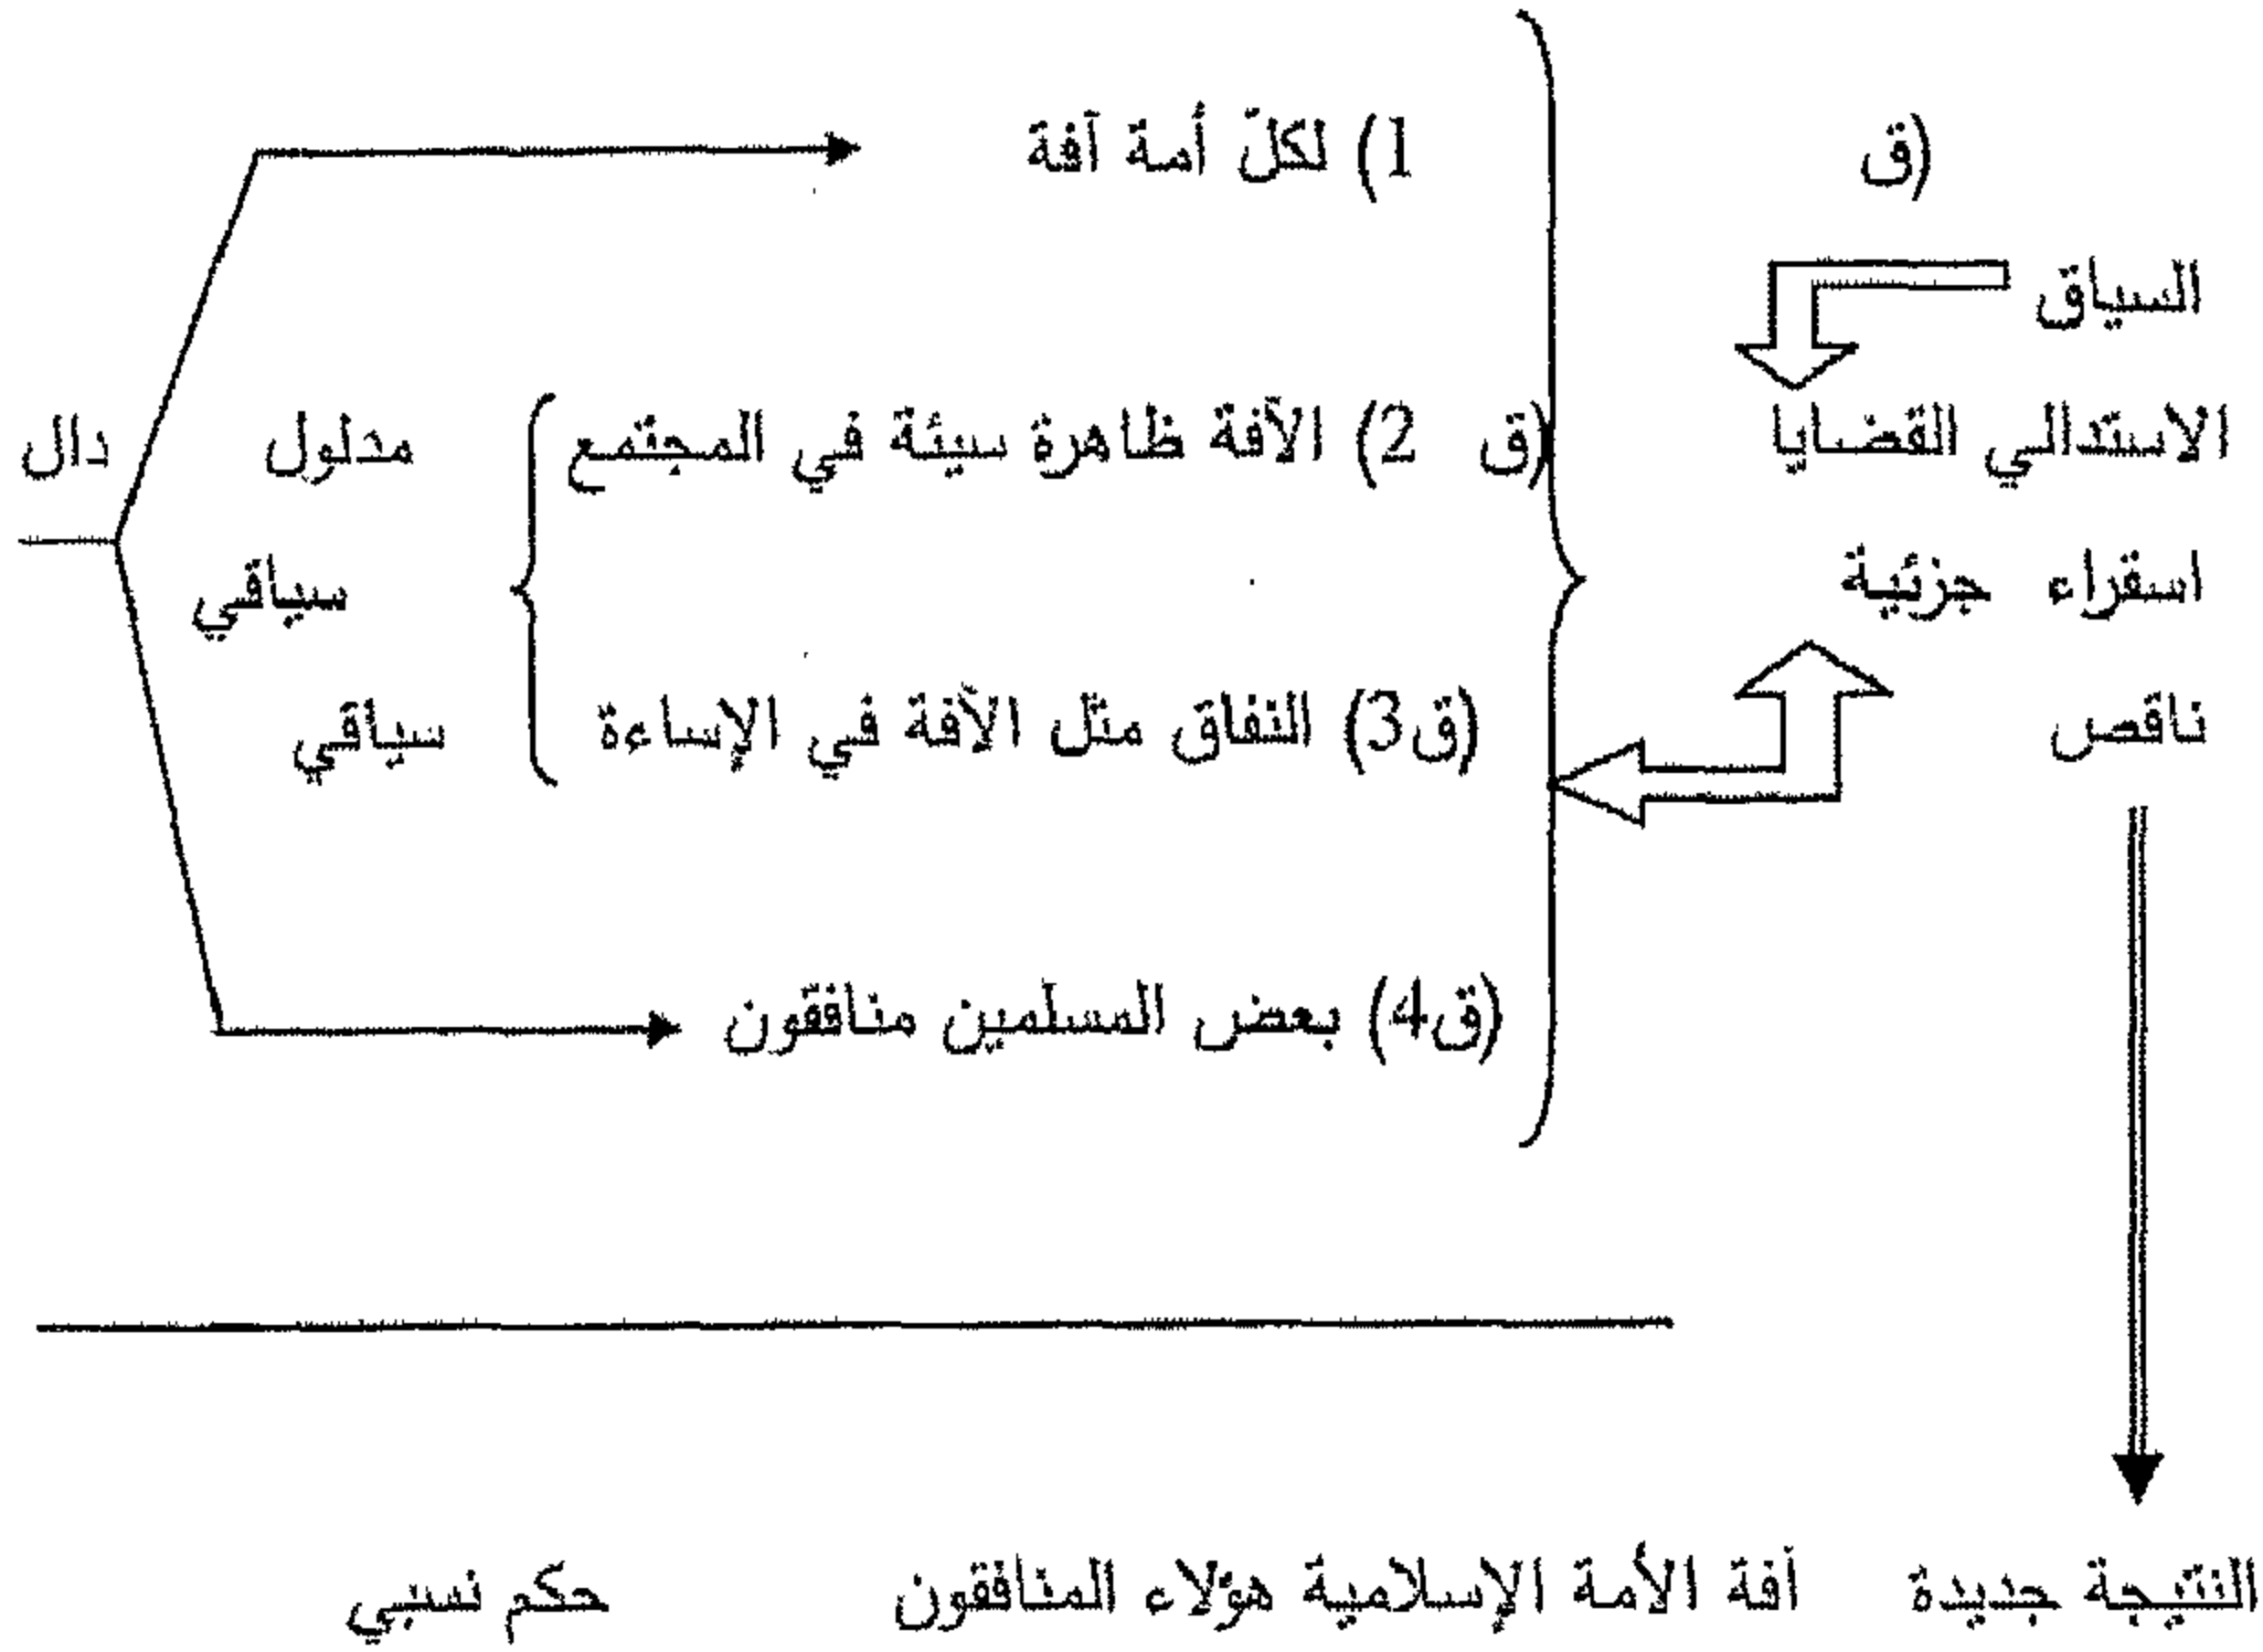 (ق 1) لكلّ أمة آفة
السياق
الاستدالي القضايا (ق 2) الآفة ظاهرة سيئة في المجتمع مدلول دال
اسقراء جزئية سياقي
ناقص (ق3) النفاق مثل الآفة في الإساءة سياقي
(ق4) بعض المسلمين منافقون
النتيجة جديدة آفة الأمة الإسلامية هؤلاء المنافقون حكم نسبي